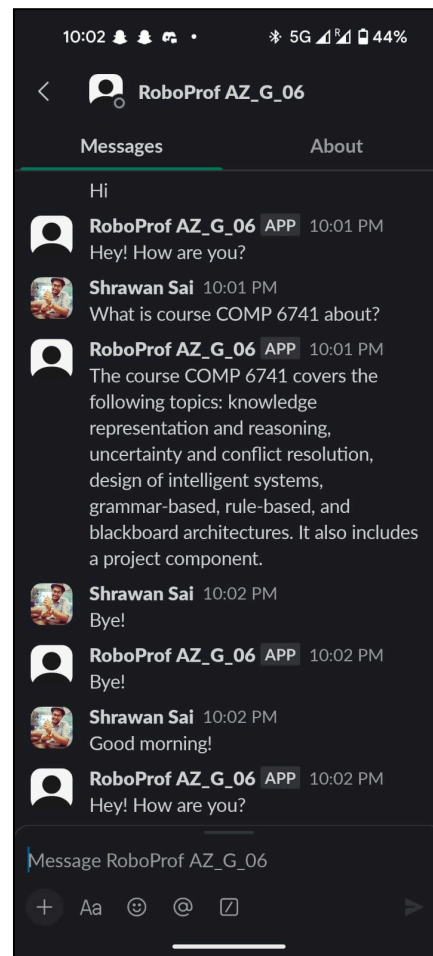 10:02
5G
44%
RoboProf AZ_G_06
Messages
About
Hi
RoboProf AZ_G_06 APP 10:01 PM
Hey! How are you?
Shrawan Sai 10:01 PM
What is course COMP 6741 about?
RoboProf AZ_G_06 APP 10:01 PM
The course COMP 6741 covers the
following topics: knowledge
representation and reasoning,
uncertainty and conflict resolution,
design of intelligent systems,
grammar-based, rule-based, and
blackboard architectures. It also includes
a project component.
Shrawan Sai 10:02 PM
Bye!
RoboProf AZ_G_06 APP 10:02 PM
Bye!
Shrawan Sai 10:02 PM
Good morning!
RoboProf AZ_G_06 APP 10:02 PM
Hey! How are you?
Message RoboProf AZ_G_06
Aa